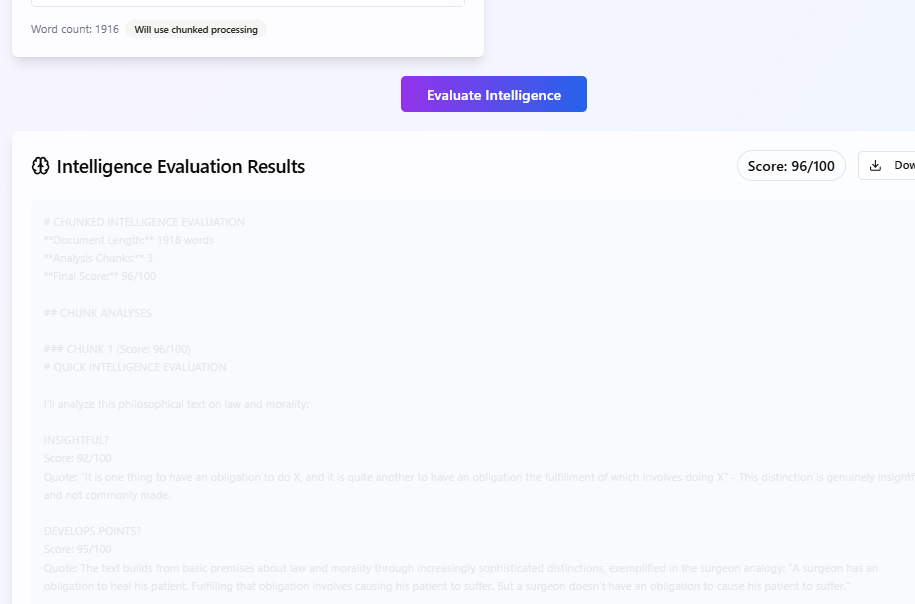 Word count: 1916 Will use chunked processing
Evaluate Intelligence
Intelligence Evaluation Results
Score: 96/100
Dow
# CHUNKED INTELLIGENCE EVALUATION
**Document Length:** 1918 words
**Analysis Chunks:** 3
**Final Score:** 96/100
## CHUNK ANALYSES
### CHUNK 1 (Score: 96/100)
# QUICK INTELLIGENCE EVALUATION
I'll analyze this philosophical text on law and morality:
INSIGHTFUL?
Score: 92/100
Quote: "It is one thing to have an obligation to do X, and it is quite another to have an obligation the fulfillment of which involves doing X" - This distinction is genuinely insightf
and not commonly made.
DEVELOPS POINTS?
Score: 95/100
Quote: The text builds from basic premises about law and morality through increasingly sophisticated distinctions, exemplified in the surgeon analogy: "A surgeon has an
obligation to heal his patient. Fulfilling that obligation involves causing his patient to suffer. But a surgeon doesn't have an obligation to cause his patient to suffer."